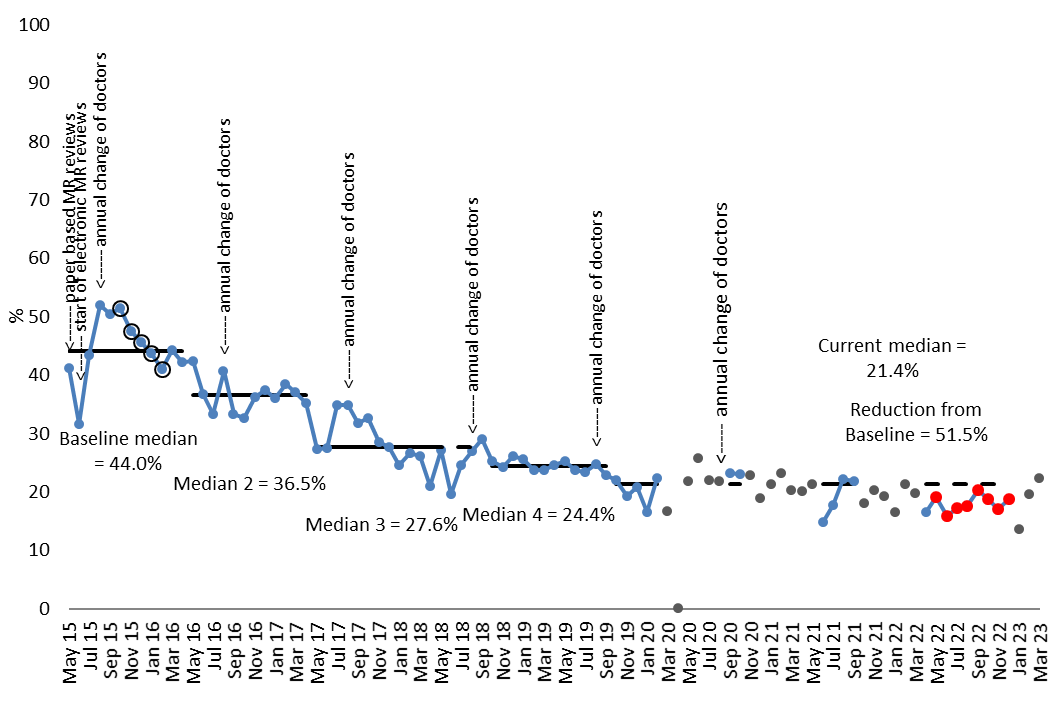 100
90
80
70
60
50
40
30
20
10
0
%
paper based MR reviews
start of electronic MR reviews
annual change of doctors
annual change of doctors
annual change of doctors
annual change of doctors
annual change of doctors
annual change of doctors
Baseline median
= 44.0%
Median 2 = 36.5%
Median 3 = 27.6%
Median 4 = 24.4%
Current median =
21.4%
Reduction from
Baseline = 51.5%
May 15
Jul 15
Sep 15
Nov 15
Jan 16
Mar 16
May 16
Jul 16
Sep 16
Nov 16
Jan 17
Mar 17
May 17
Jul 17
Sep 17
Nov 17
Jan 18
Mar 18
May 18
Jul 18
Sep 18
Nov 18
Jan 19
Mar 19
May 19
Jul 19
Sep 19
Nov 19
Jan 20
Mar 20
May 20
Jul 20
Sep 20
Nov 20
Jan 21
Mar 21
May 21
Jul 21
Sep 21
Nov 21
Jan 22
Mar 22
May 22
Jul 22
Sep 22
Nov 22
Jan 23
Mar 23